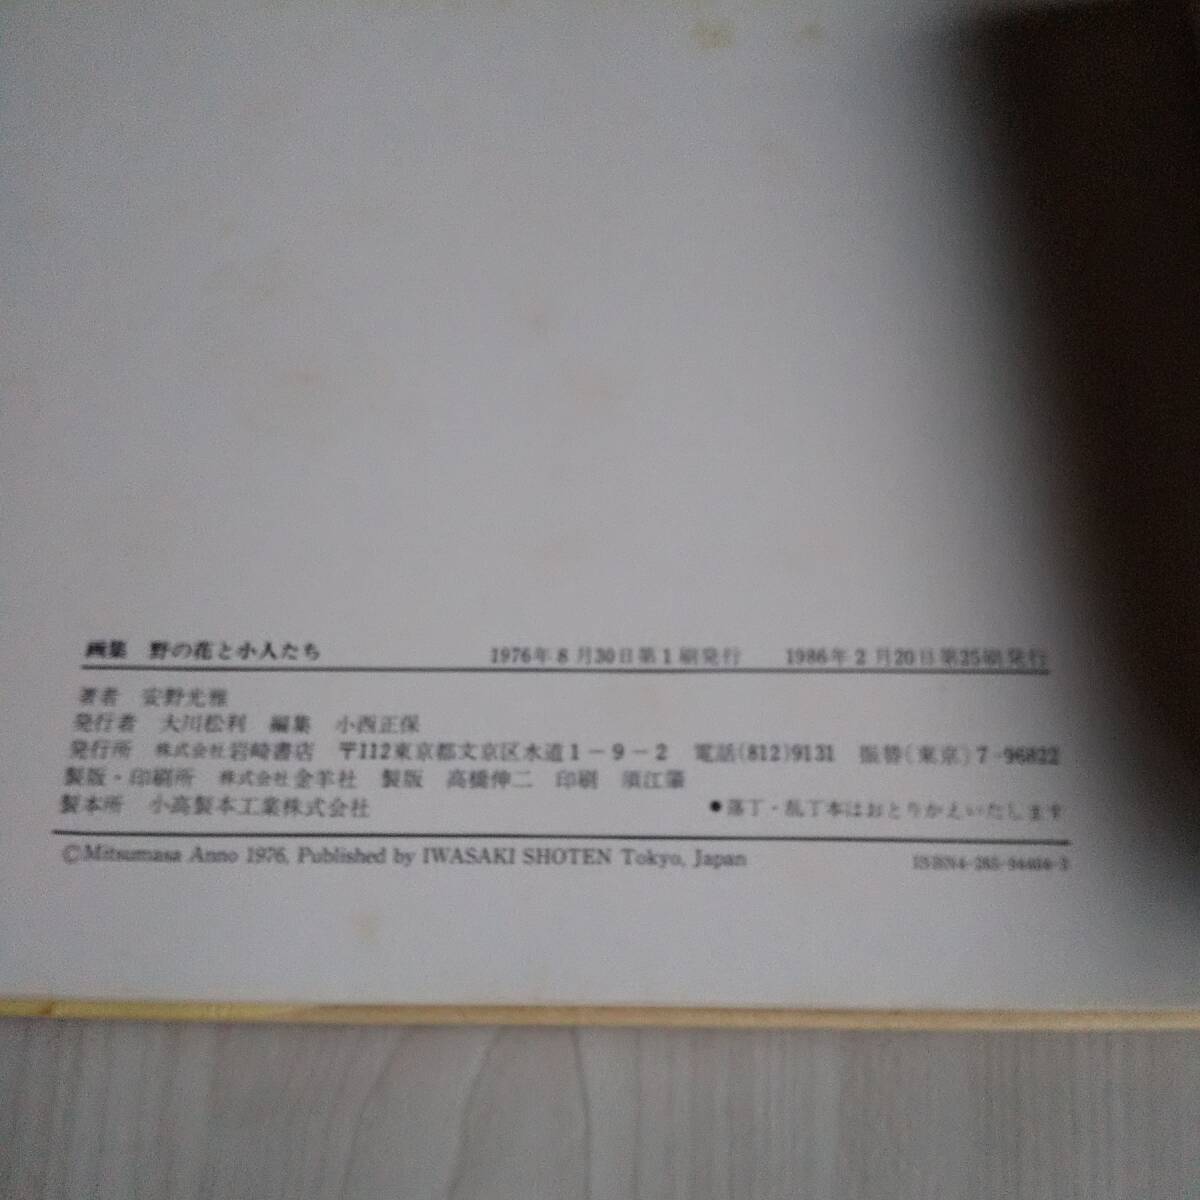 画集 野の花と小人たち 1976年8月30日第1刷発行 1986年2月20日第25刷発行
著者 安野光雅
発行者 大川松利 編集 小西正保
発行所 株式会社岩崎書店 〒112東京都文京区水道1-9-2 電話(812)9131 振替(東京)7-96822
製版・印刷所 株式会社金羊社 製版 高橋伸二 印刷 須江肇
製本所 小高製本工業株式会社 ●落丁・乱丁本はおとりかえいたします
©Mitsumasa Anno 1976, Published by IWASAKI SHOTEN Tokyo, Japan